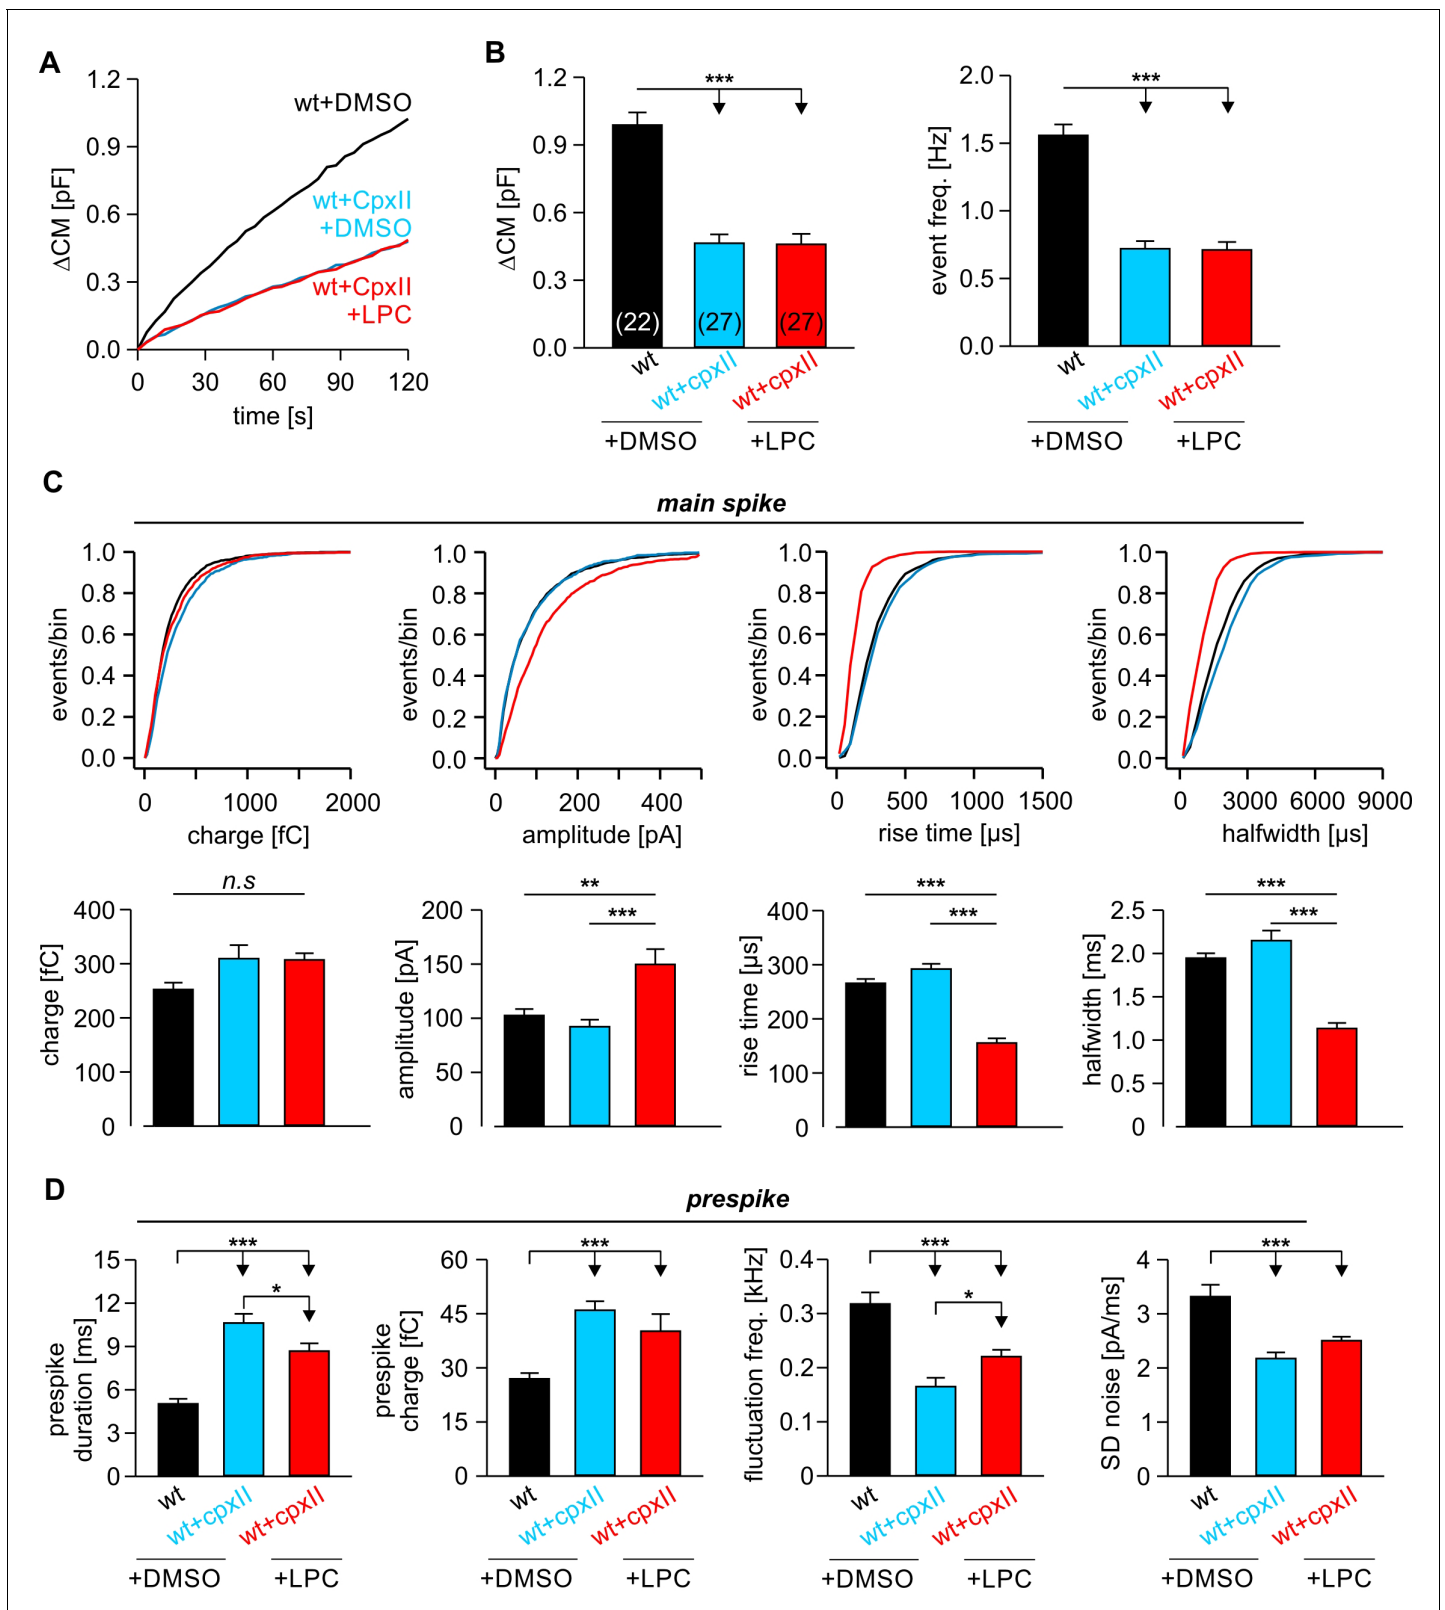 A
1.2
0.9
0.6
0.3
0.0
ΔCM [pF]
wt+DMSO
wt+CpxII
+DMSO
wt+CpxII
+LPC
0 30 60 90 120
time [s]
B
1.2
0.9
0.6
0.3
0.0
ΔCM [pF]
***
(22) (27) (27)
wt wt+cpxII wt+cpxII
+DMSO +LPC
2.0
1.5
1.0
0.5
0.0
event freq. [Hz]
***
wt wt+cpxII wt+cpxII
+DMSO +LPC
C
main spike
1.0
0.8
0.6
0.4
0.2
0.0
events/bin
0 1000 2000
charge [fC]
1.0
0.8
0.6
0.4
0.2
0.0
events/bin
0 200 400
amplitude [pA]
1.0
0.8
0.6
0.4
0.2
0.0
events/bin
0 500 1000 1500
rise time [µs]
1.0
0.8
0.6
0.4
0.2
0.0
events/bin
0 3000 6000 9000
halfwidth [µs]
n.s
400
300
200
100
0
charge [fC]
**
***
200
150
100
50
0
amplitude [pA]
***
***
400
300
200
100
0
rise time [µs]
***
***
2.5
2.0
1.5
1.0
0.5
0
halfwidth [ms]
D
prespike
***
*
15
12
9
6
3
0
prespike
duration [ms]
wt wt+cpxII wt+cpxII
+DMSO +LPC
***
60
45
30
15
0
prespike
charge [fC]
wt wt+cpxII wt+cpxII
+DMSO +LPC
***
*
0.4
0.3
0.2
0.1
0
fluctuation freq. [kHz]
wt wt+cpxII wt+cpxII
+DMSO +LPC
***
4
3
2
1
0
SD noise [pA/ms]
wt wt+cpxII wt+cpxII
+DMSO +LPC